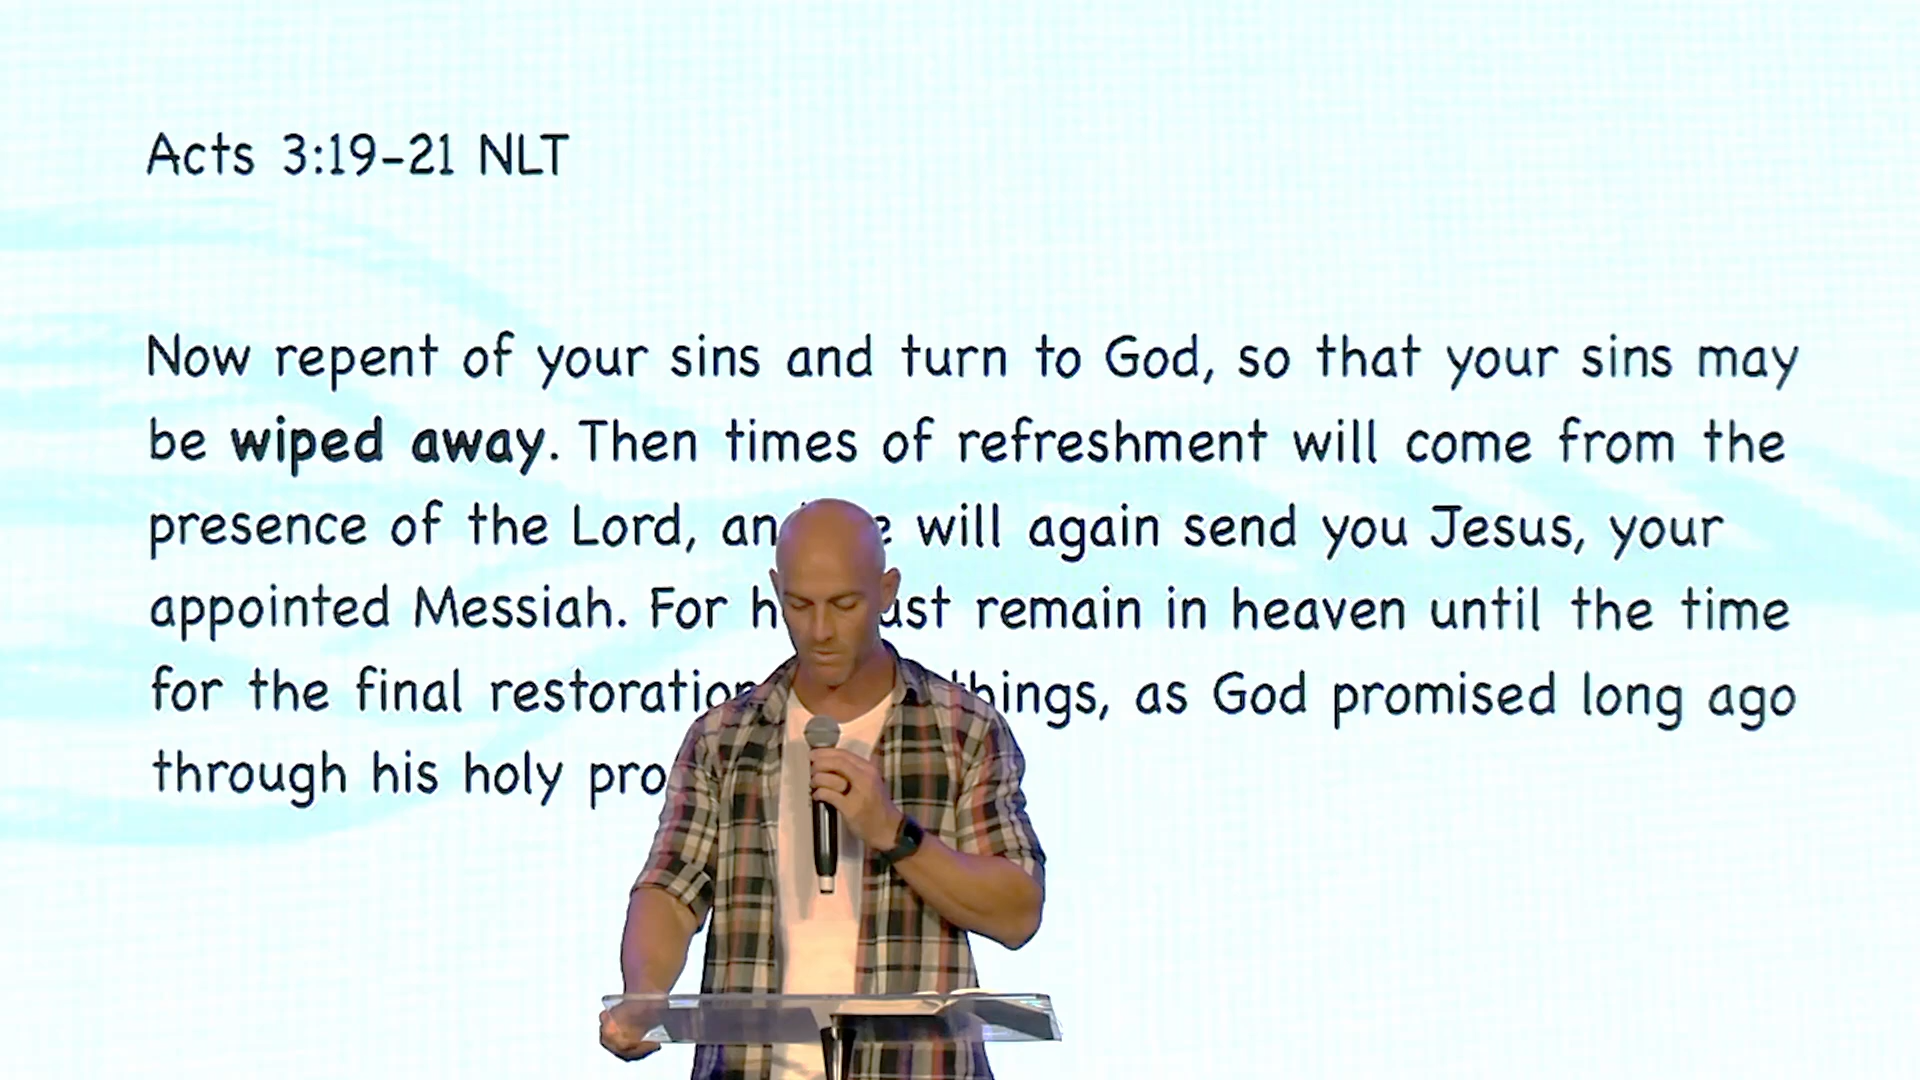 Acts 3:19-21 NLT
Now repent of your sins and turn to God, so that your sins may
be wiped away. Then times of refreshment will come from the
presence of the Lord, will again send you Jesus, your
appointed Messiah. For remain in heaven until the time
for the final as God promised long ago
through his holy